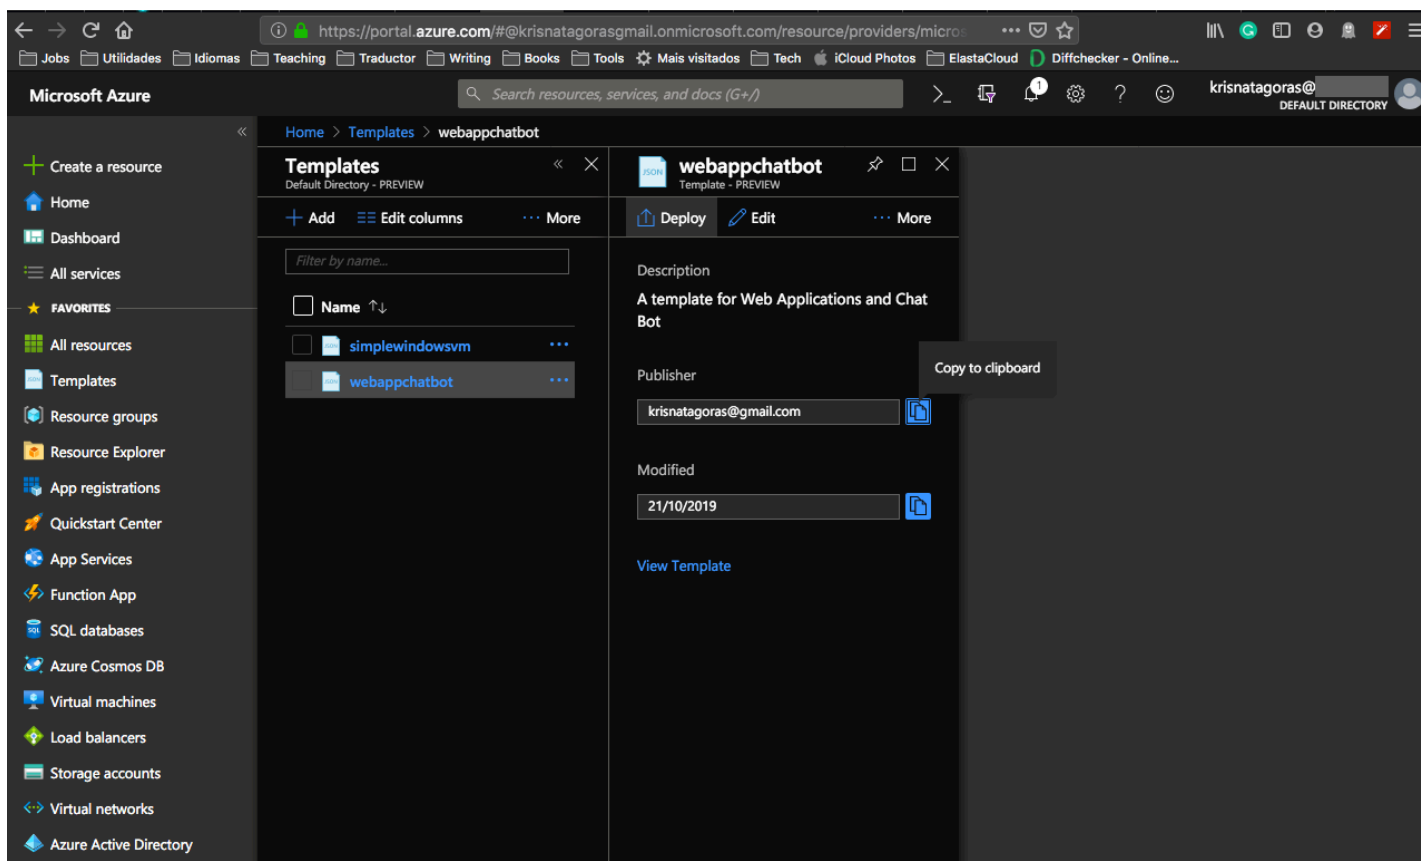 https://portal.azure.com/#@krisnatagorasgmail.onmicrosoft.com/resource/providers/micros
Jobs Utilidades Idiomas Teaching Traductor Writing Books Tools Mais visitados Tech iCloud Photos ElastaCloud Diffchecker - Online...
Microsoft Azure
Search resources, services, and docs (G+/)
1
krisnatagoras@
DEFAULT DIRECTORY
Home > Templates > webappchatbot
Create a resource
Home
Dashboard
All services
FAVORITES
All resources
Templates
Resource groups
Resource Explorer
App registrations
Quickstart Center
App Services
Function App
SQL databases
Azure Cosmos DB
Virtual machines
Load balancers
Storage accounts
Virtual networks
Azure Active Directory
Templates
Default Directory - PREVIEW
Add Edit columns ... More
Filter by name...
Name ↑↓
simplewindowsvm ...
webappchatbot ...
JSON
webappchatbot
Template - PREVIEW
Deploy Edit ... More
Description
A template for Web Applications and Chat
Bot
Publisher
Copy to clipboard
krisnatagoras@gmail.com
Modified
21/10/2019
View Template